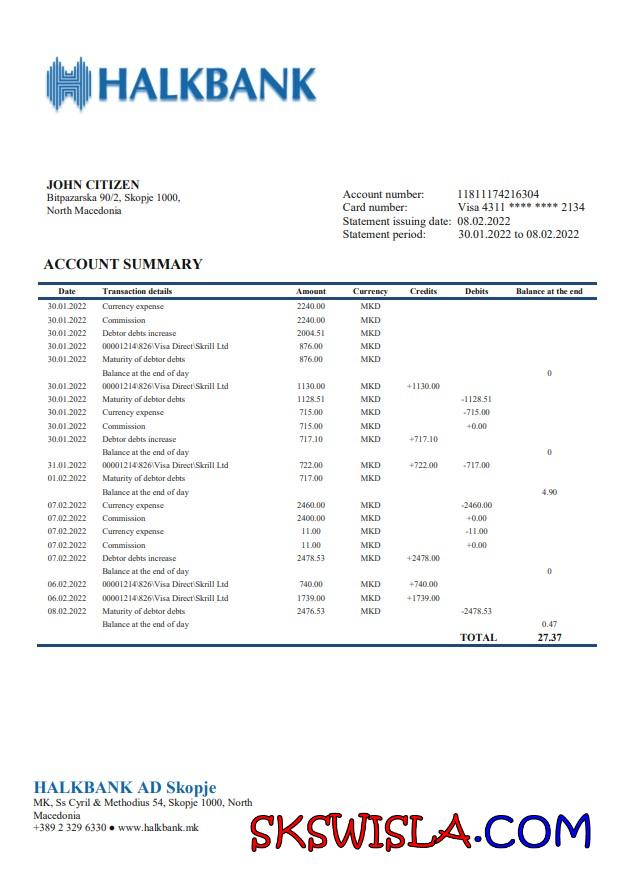 HALKBANK
JOHN CITIZEN
Bitpazarska 90/2, Skopje 1000,
North Macedonia
Account number: 11811174216304
Card number: Visa 4311 **** **** 2134
Statement issuing date: 08.02.2022
Statement period: 30.01.2022 to 08.02.2022
ACCOUNT SUMMARY
Date Transaction details Amount Currency Credits Debits Balance at the end
30.01.2022 Currency expense 2240.00 MKD
30.01.2022 Commission 2240.00 MKD
30.01.2022 Debtor debts increase 2004.51 MKD
30.01.2022 00001214\826\Visa Direct\Skrill Ltd 876.00 MKD
30.01.2022 Maturity of debtor debts 876.00 MKD
Balance at the end of day 0
30.01.2022 00001214\826\Visa Direct\Skrill Ltd 1130.00 MKD +1130.00
30.01.2022 Maturity of debtor debts 1128.51 MKD -1128.51
30.01.2022 Currency expense 715.00 MKD -715.00
30.01.2022 Commission 715.00 MKD +0.00
30.01.2022 Debtor debts increase 717.10 MKD +717.10
Balance at the end of day 0
31.01.2022 00001214\826\Visa Direct\Skrill Ltd 722.00 MKD +722.00 -717.00
01.02.2022 Maturity of debtor debts 717.00 MKD
Balance at the end of day 4.90
07.02.2022 Currency expense 2460.00 MKD -2460.00
07.02.2022 Commission 2400.00 MKD +0.00
07.02.2022 Currency expense 11.00 MKD -11.00
07.02.2022 Commission 11.00 MKD +0.00
07.02.2022 Debtor debts increase 2478.53 MKD +2478.00
Balance at the end of day 0
06.02.2022 00001214\826\Visa Direct\Skrill Ltd 740.00 MKD +740.00
06.02.2022 00001214\826\Visa Direct\Skrill Ltd 1739.00 MKD +1739.00
08.02.2022 Maturity of debtor debts 2476.53 MKD -2478.53
Balance at the end of day 0.47
TOTAL 27.37
HALKBANK AD Skopje
MK, Ss Cyril & Methodius 54, Skopje 1000, North
Macedonia
+389 2 329 6330 ● www.halkbank.mk
SKSWISLA.COM